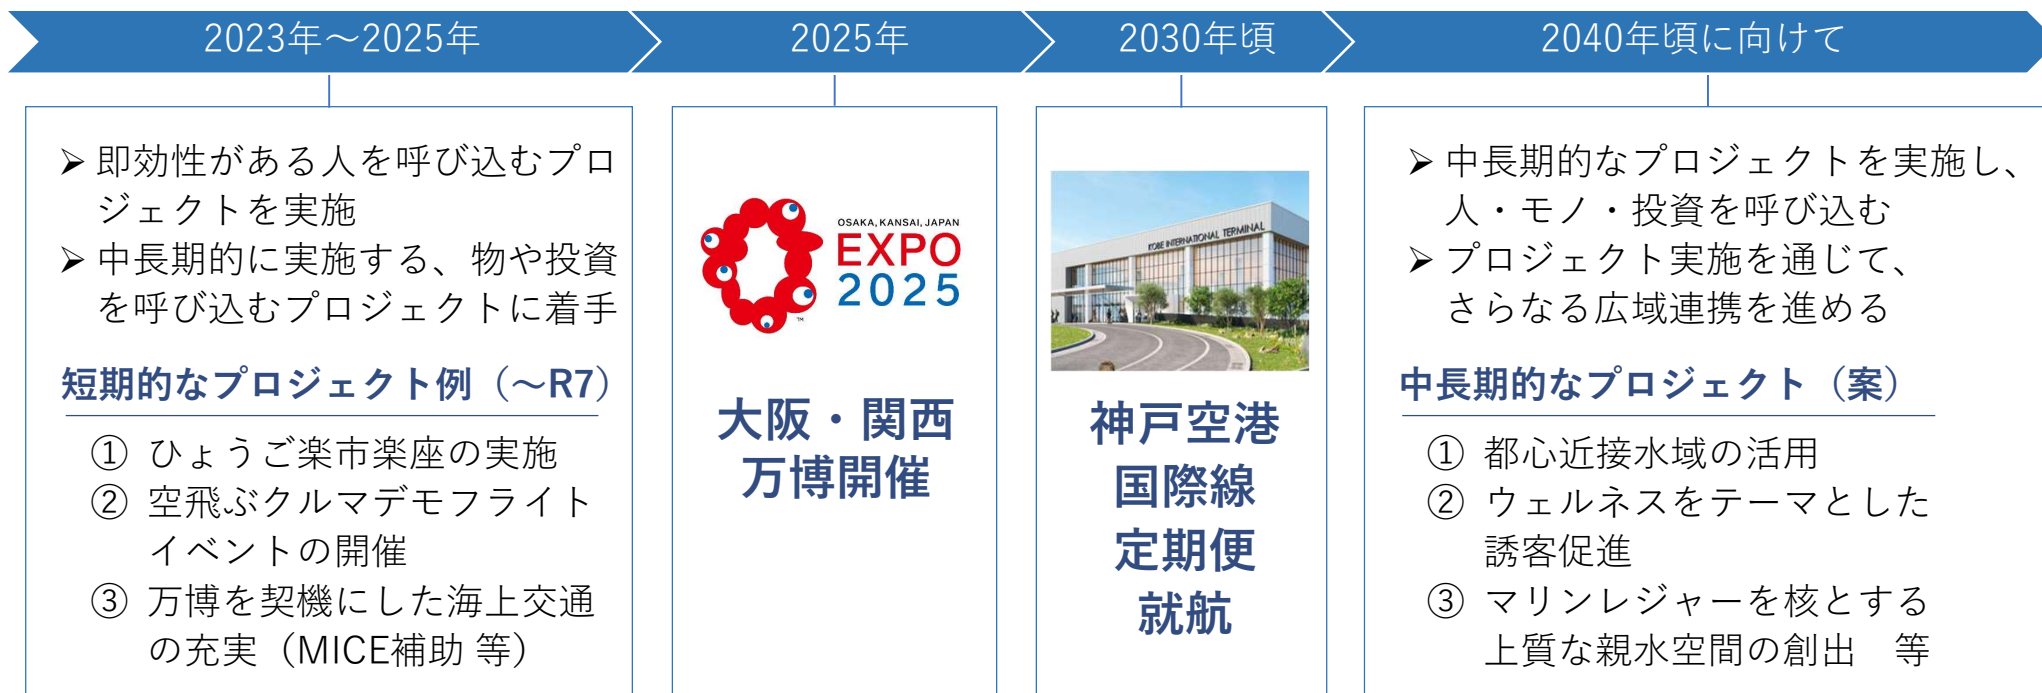 2023年～2025年
2025年
2030年頃
2040年頃に向けて
➢ 即効性がある人を呼び込むプロ
ジェクトを実施
➢ 中長期的に実施する、物や投資
を呼び込むプロジェクトに着手
短期的なプロジェクト例（～R7）
① ひょうご楽市楽座の実施
② 空飛ぶクルマデモフライト
イベントの開催
③ 万博を契機にした海上交通
の充実（MICE補助 等）
OSAKA, KANSAI, JAPAN
EXPO
2025
™
大阪・関西
万博開催
KOBE INTERNATIONAL TERMINAL
神戸空港
国際線
定期便
就航
➢ 中長期的なプロジェクトを実施し、
人・モノ・投資を呼び込む
➢ プロジェクト実施を通じて、
さらなる広域連携を進める
中長期的なプロジェクト（案）
① 都心近接水域の活用
② ウェルネスをテーマとした
誘客促進
③ マリンレジャーを核とする
上質な親水空間の創出　等